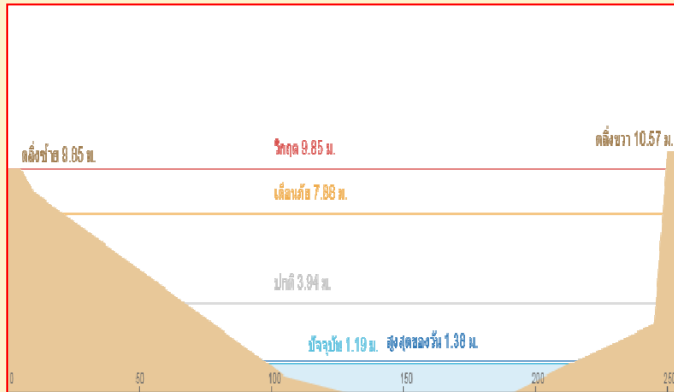 ตลิ่งขวา 10.57 ม.
วิกฤต 9.85 ม.
ตลิ่งซ้าย 9.85 ม.
เตือนภัย 7.88 ม.
ปกติ 3.94 ม.
ปัจจุบัน 1.19 ม. สูงสุดของวัน 1.38 ม.
0 50 100 150 200 250